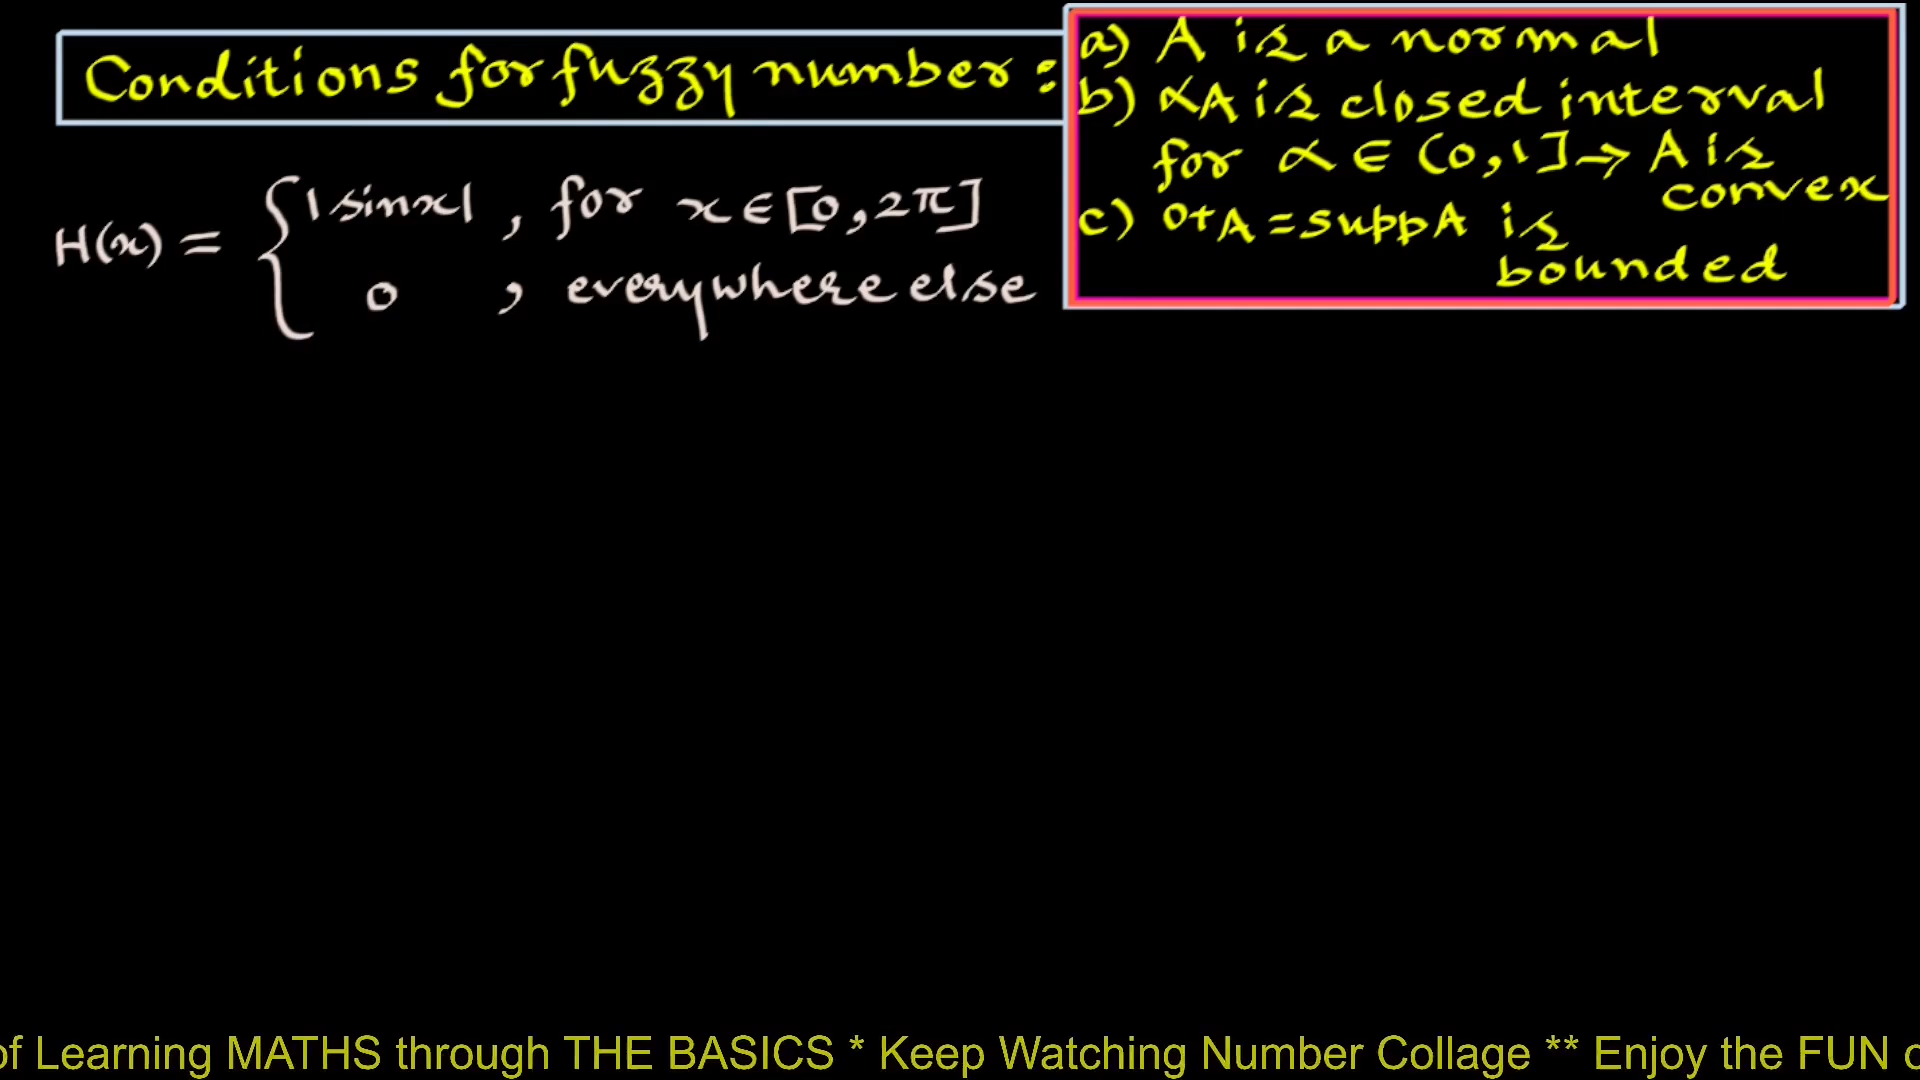 Conditions for fuzzy number :
a) A is a normal
b) αA is closed interval
for α ∈ (0,1] → A is
convex
c) 0+A = supp A is
bounded
H(x) = { |sinx| , for x ∈ [0,2π]
0 , everywhere else
of Learning MATHS through THE BASICS * Keep Watching Number Collage ** Enjoy the FUN o